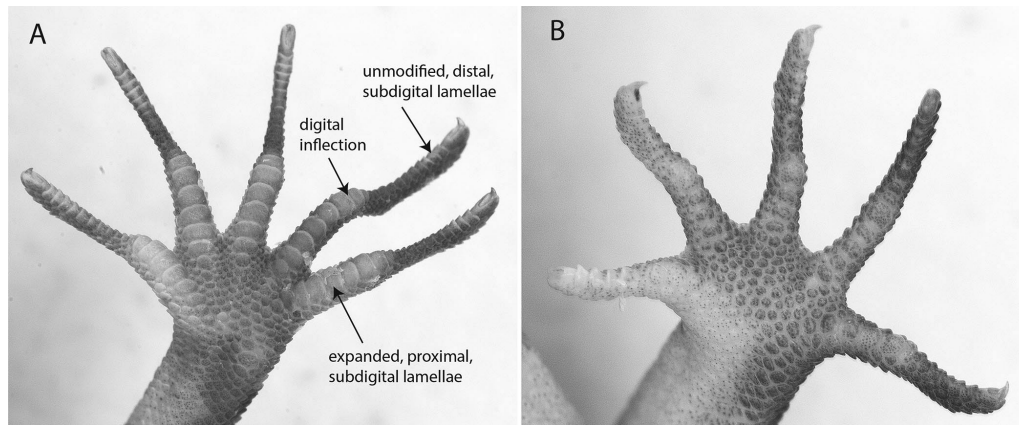 A
unmodified, distal,
subdigital lamellae
digital
inflection
expanded, proximal,
subdigital lamellae
B